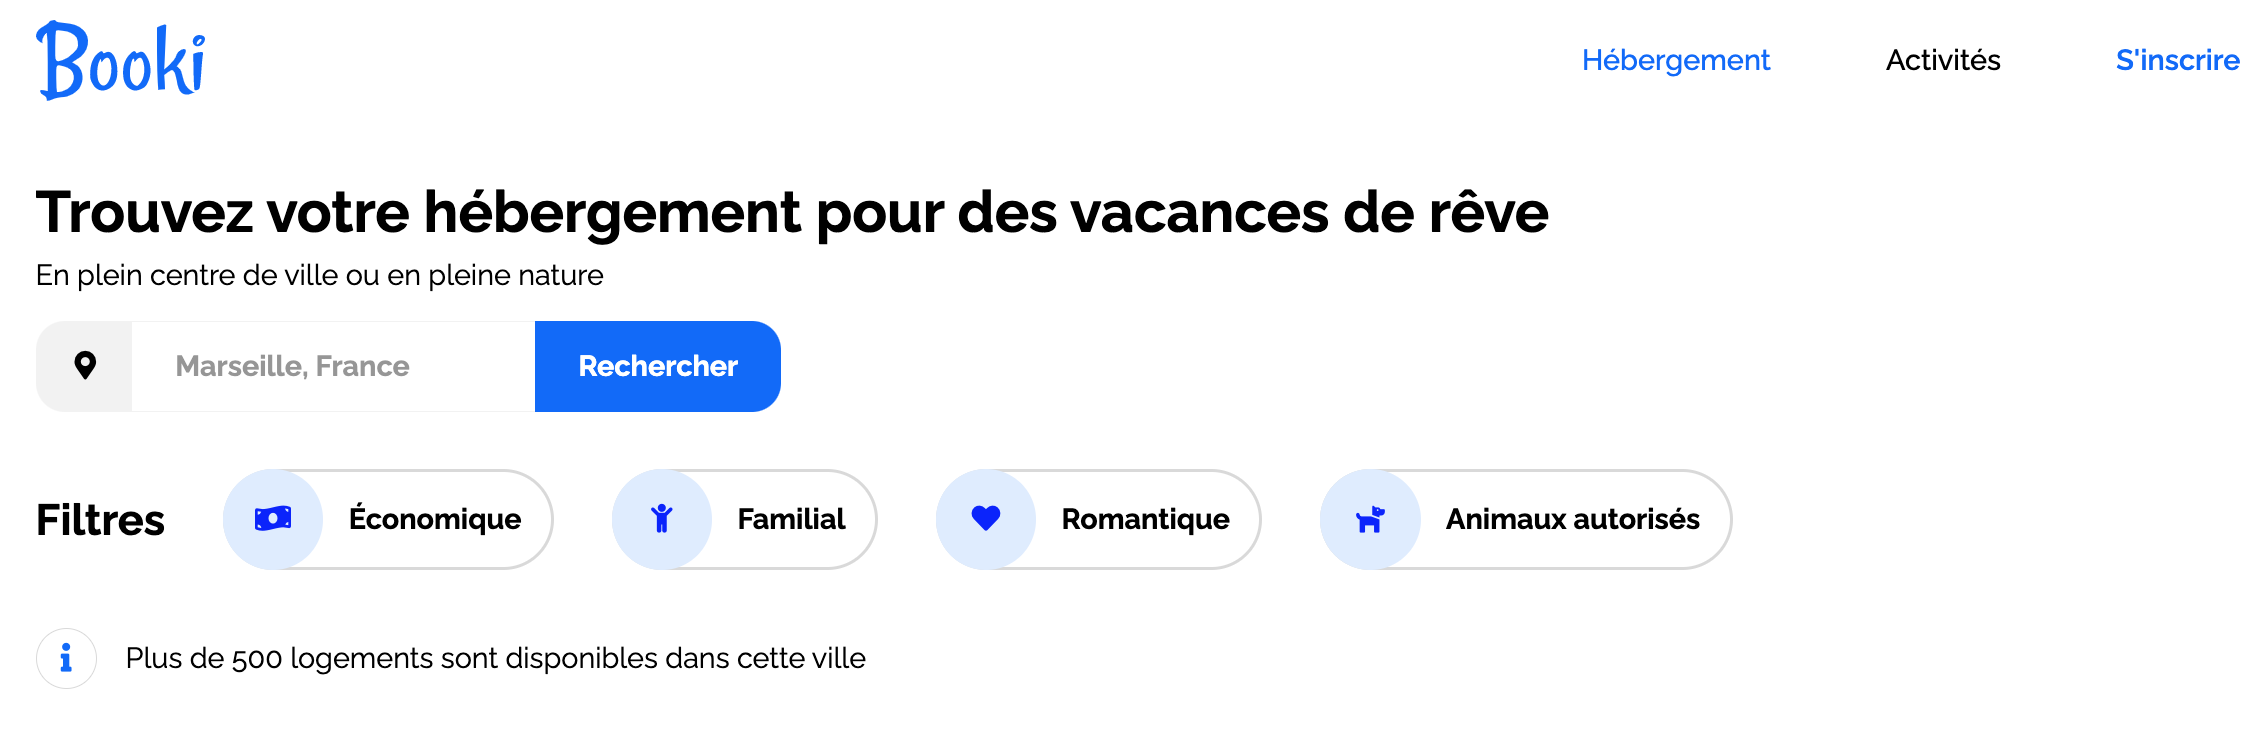 Booki
Hébergement
Activités
S'inscrire
Trouvez votre hébergement pour des vacances de rêve
En plein centre de ville ou en pleine nature
Marseille, France
Rechercher
Filtres
Économique
Familial
Romantique
Animaux autorisés
Plus de 500 logements sont disponibles dans cette ville